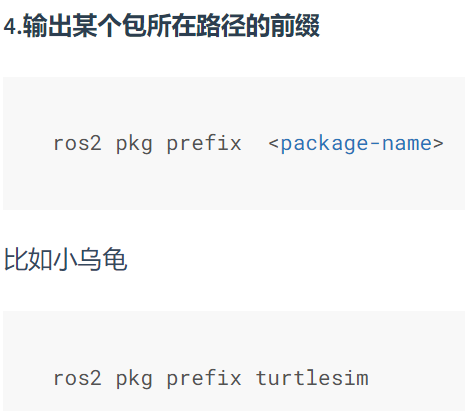 4.输出某个包所在路径的前缀
ros2 pkg prefix  <package-name>
比如小乌龟
ros2 pkg prefix turtlesim